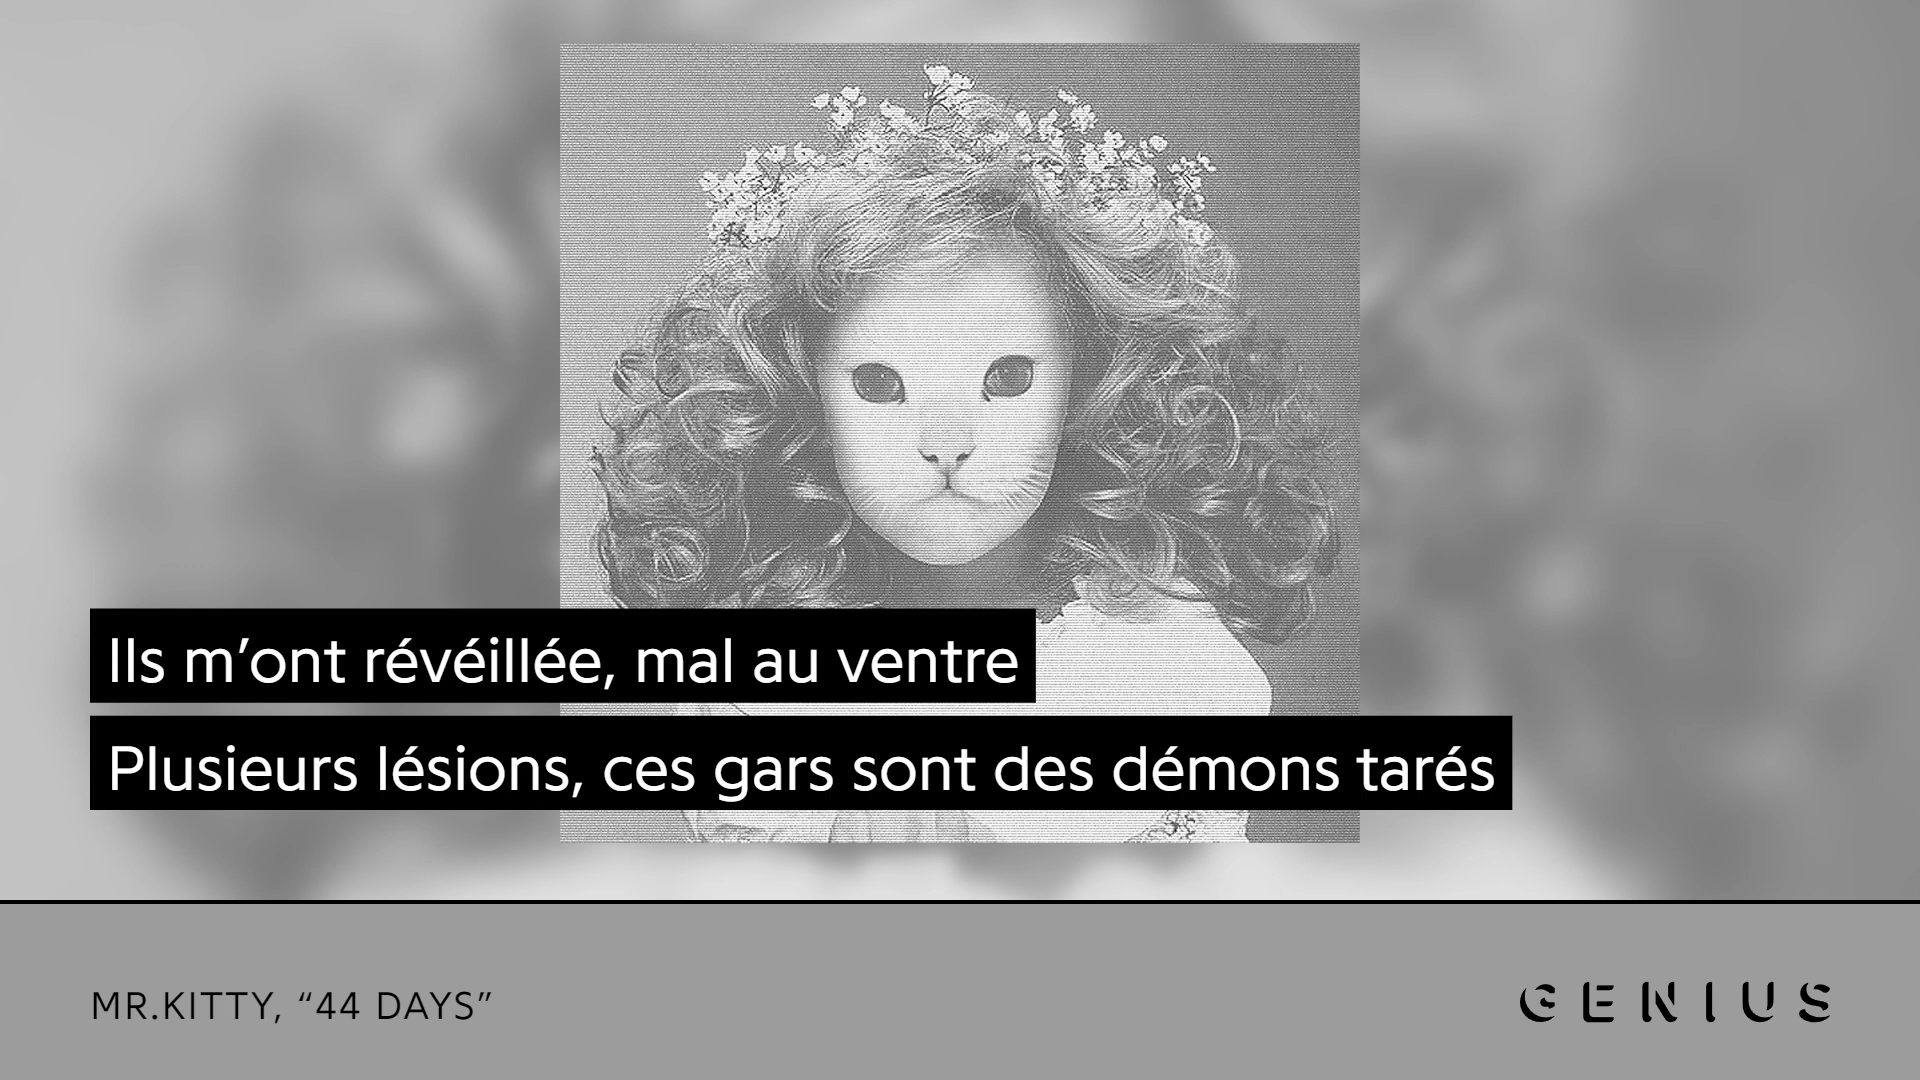 Ils m’ont révéillée, mal au ventre
Plusieurs lésions, ces gars sont des démons tarés
MR.KITTY, “44 DAYS”
GENIUS